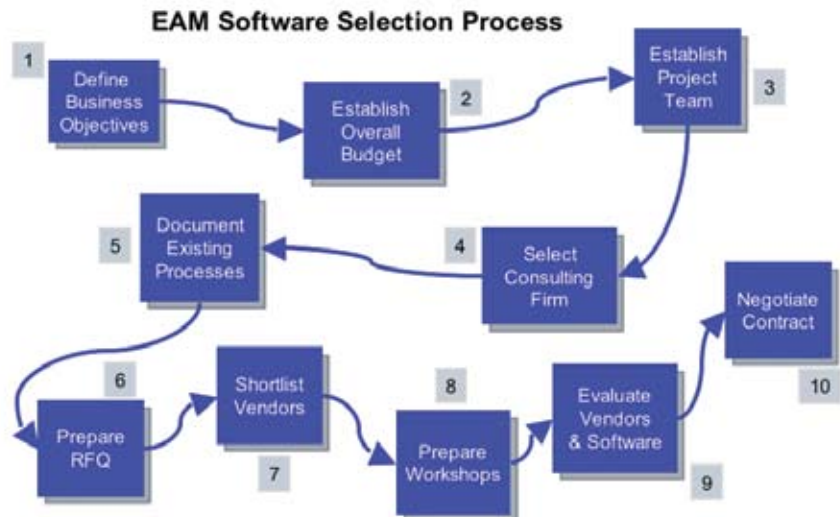 EAM Software Selection Process
1
Define
Business
Objectives
2
Establish
Overall
Budget
3
Establish
Project
Team
4
Select
Consulting
Firm
5
Document
Existing
Processes
6
Prepare
RFQ
7
Shortlist
Vendors
8
Prepare
Workshops
9
Evaluate
Vendors
& Software
10
Negotiate
Contract